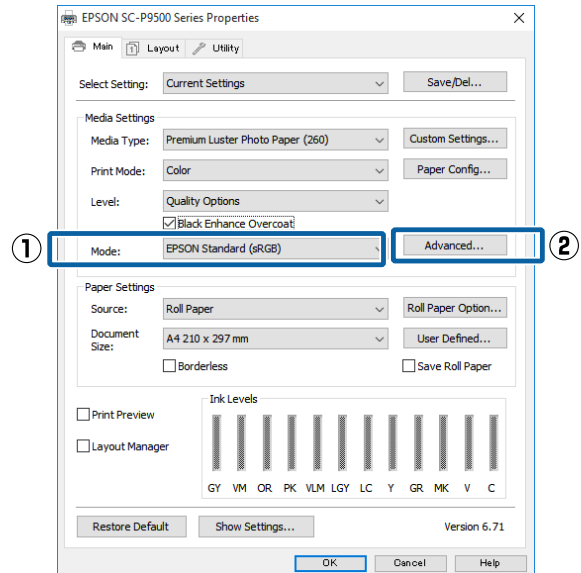 EPSON SC-P9500 Series Properties
Main Layout Utility
Select Setting: Current Settings Save/Del...
Media Settings
Media Type: Premium Luster Photo Paper (260) Custom Settings...
Print Mode: Color Paper Config...
Level: Quality Options
Black Enhance Overcoat
1 Mode: EPSON Standard (sRGB) Advanced... 2
Paper Settings
Source: Roll Paper Roll Paper Option...
Document Size: A4 210 x 297 mm User Defined...
Borderless Save Roll Paper
Ink Levels
Print Preview
Layout Manager
GY VM OR PK VLM LGY LC Y GR MK V C
Restore Default Show Settings... Version 6.71
OK Cancel Help